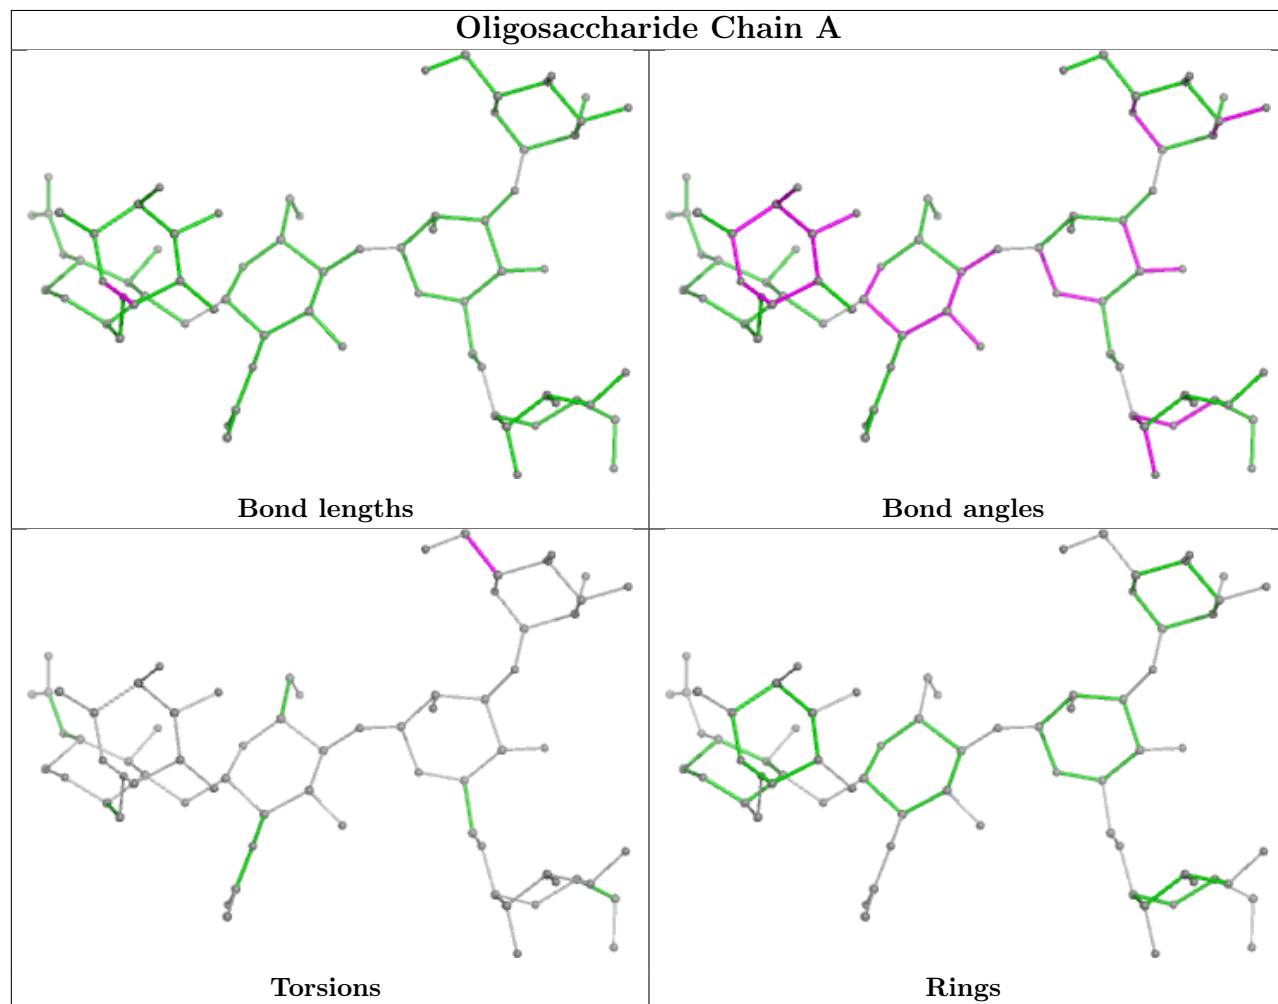 Oligosaccharide Chain A
Bond lengths
Bond angles
Torsions
Rings